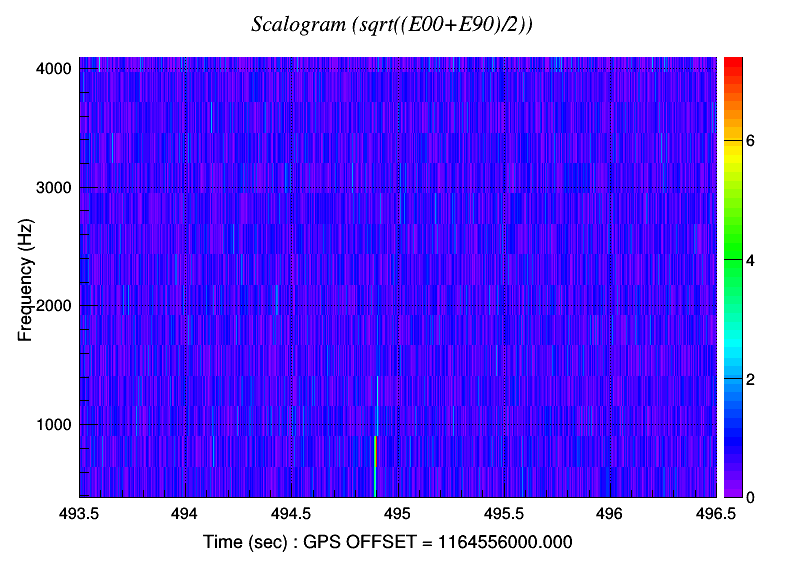 Scalogram (sqrt((E00+E90)/2))
4000
3000
2000
1000
Frequency (Hz)
6
4
2
0
493.5 494 494.5 495 495.5 496 496.5
Time (sec) : GPS OFFSET = 1164556000.000